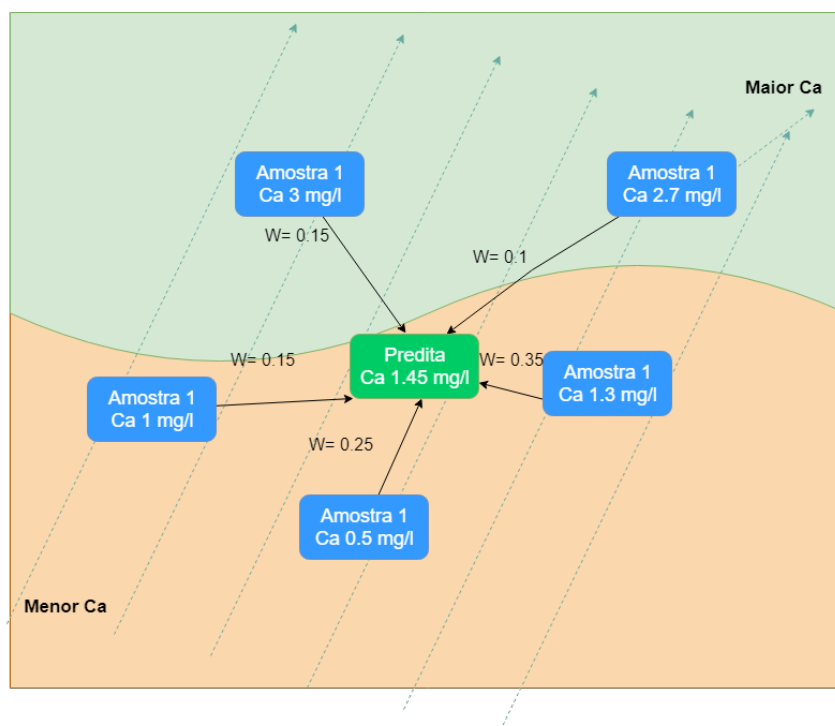 Maior Ca
Amostra 1
Ca 3 mg/l
Amostra 1
Ca 2.7 mg/l
W= 0.15
W= 0.1
W= 0.15
Predita
Ca 1.45 mg/l
W= 0.35
Amostra 1
Ca 1.3 mg/l
Amostra 1
Ca 1 mg/l
W= 0.25
Amostra 1
Ca 0.5 mg/l
Menor Ca